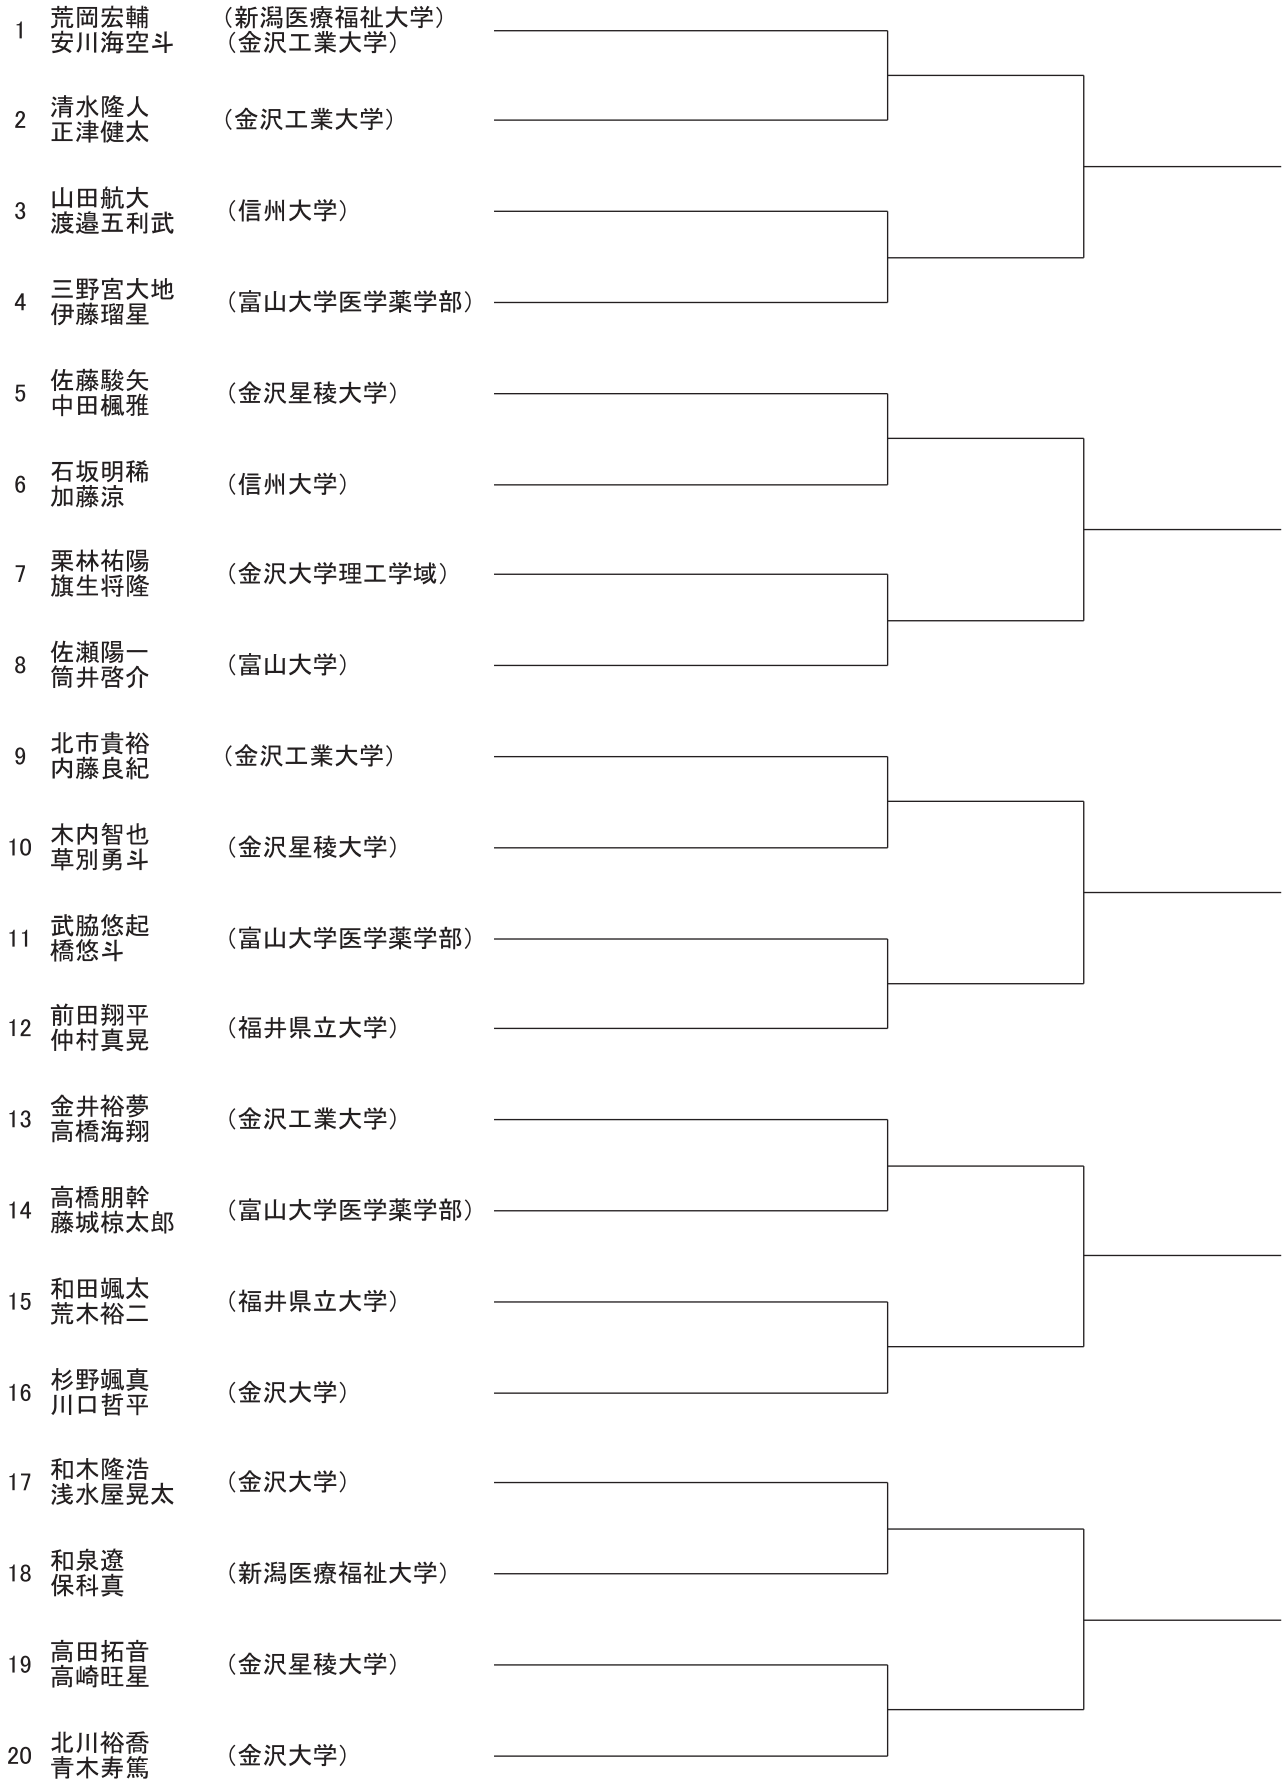 1 荒岡宏輔 （新潟医療福祉大学）
安川海空斗 （金沢工業大学）
2 清水隆人 （金沢工業大学）
正津健太
3 山田航大 （信州大学）
渡邉五利武
4 三野宮大地 （富山大学医学薬学部）
伊藤瑠星
5 佐藤駿矢 （金沢星稜大学）
中田楓雅
6 石坂明稀 （信州大学）
加藤涼
7 栗林祐陽 （金沢大学理工学域）
旗生将隆
8 佐瀬陽一 （富山大学）
筒井啓介
9 北市貴裕 （金沢工業大学）
内藤良紀
10 木内智也 （金沢星稜大学）
草別勇斗
11 武脇悠起 （富山大学医学薬学部）
橋悠斗
12 前田翔平 （福井県立大学）
仲村真晃
13 金井裕夢 （金沢工業大学）
高橋海翔
14 高橋朋幹 （富山大学医学薬学部）
藤城椋太郎
15 和田颯太 （福井県立大学）
荒木裕二
16 杉野颯真 （金沢大学）
川口哲平
17 和木隆浩 （金沢大学）
浅水屋晃太
18 和泉遼 （新潟医療福祉大学）
保科真
19 高田拓音 （金沢星稜大学）
高崎旺星
20 北川裕喬 （金沢大学）
青木寿篤